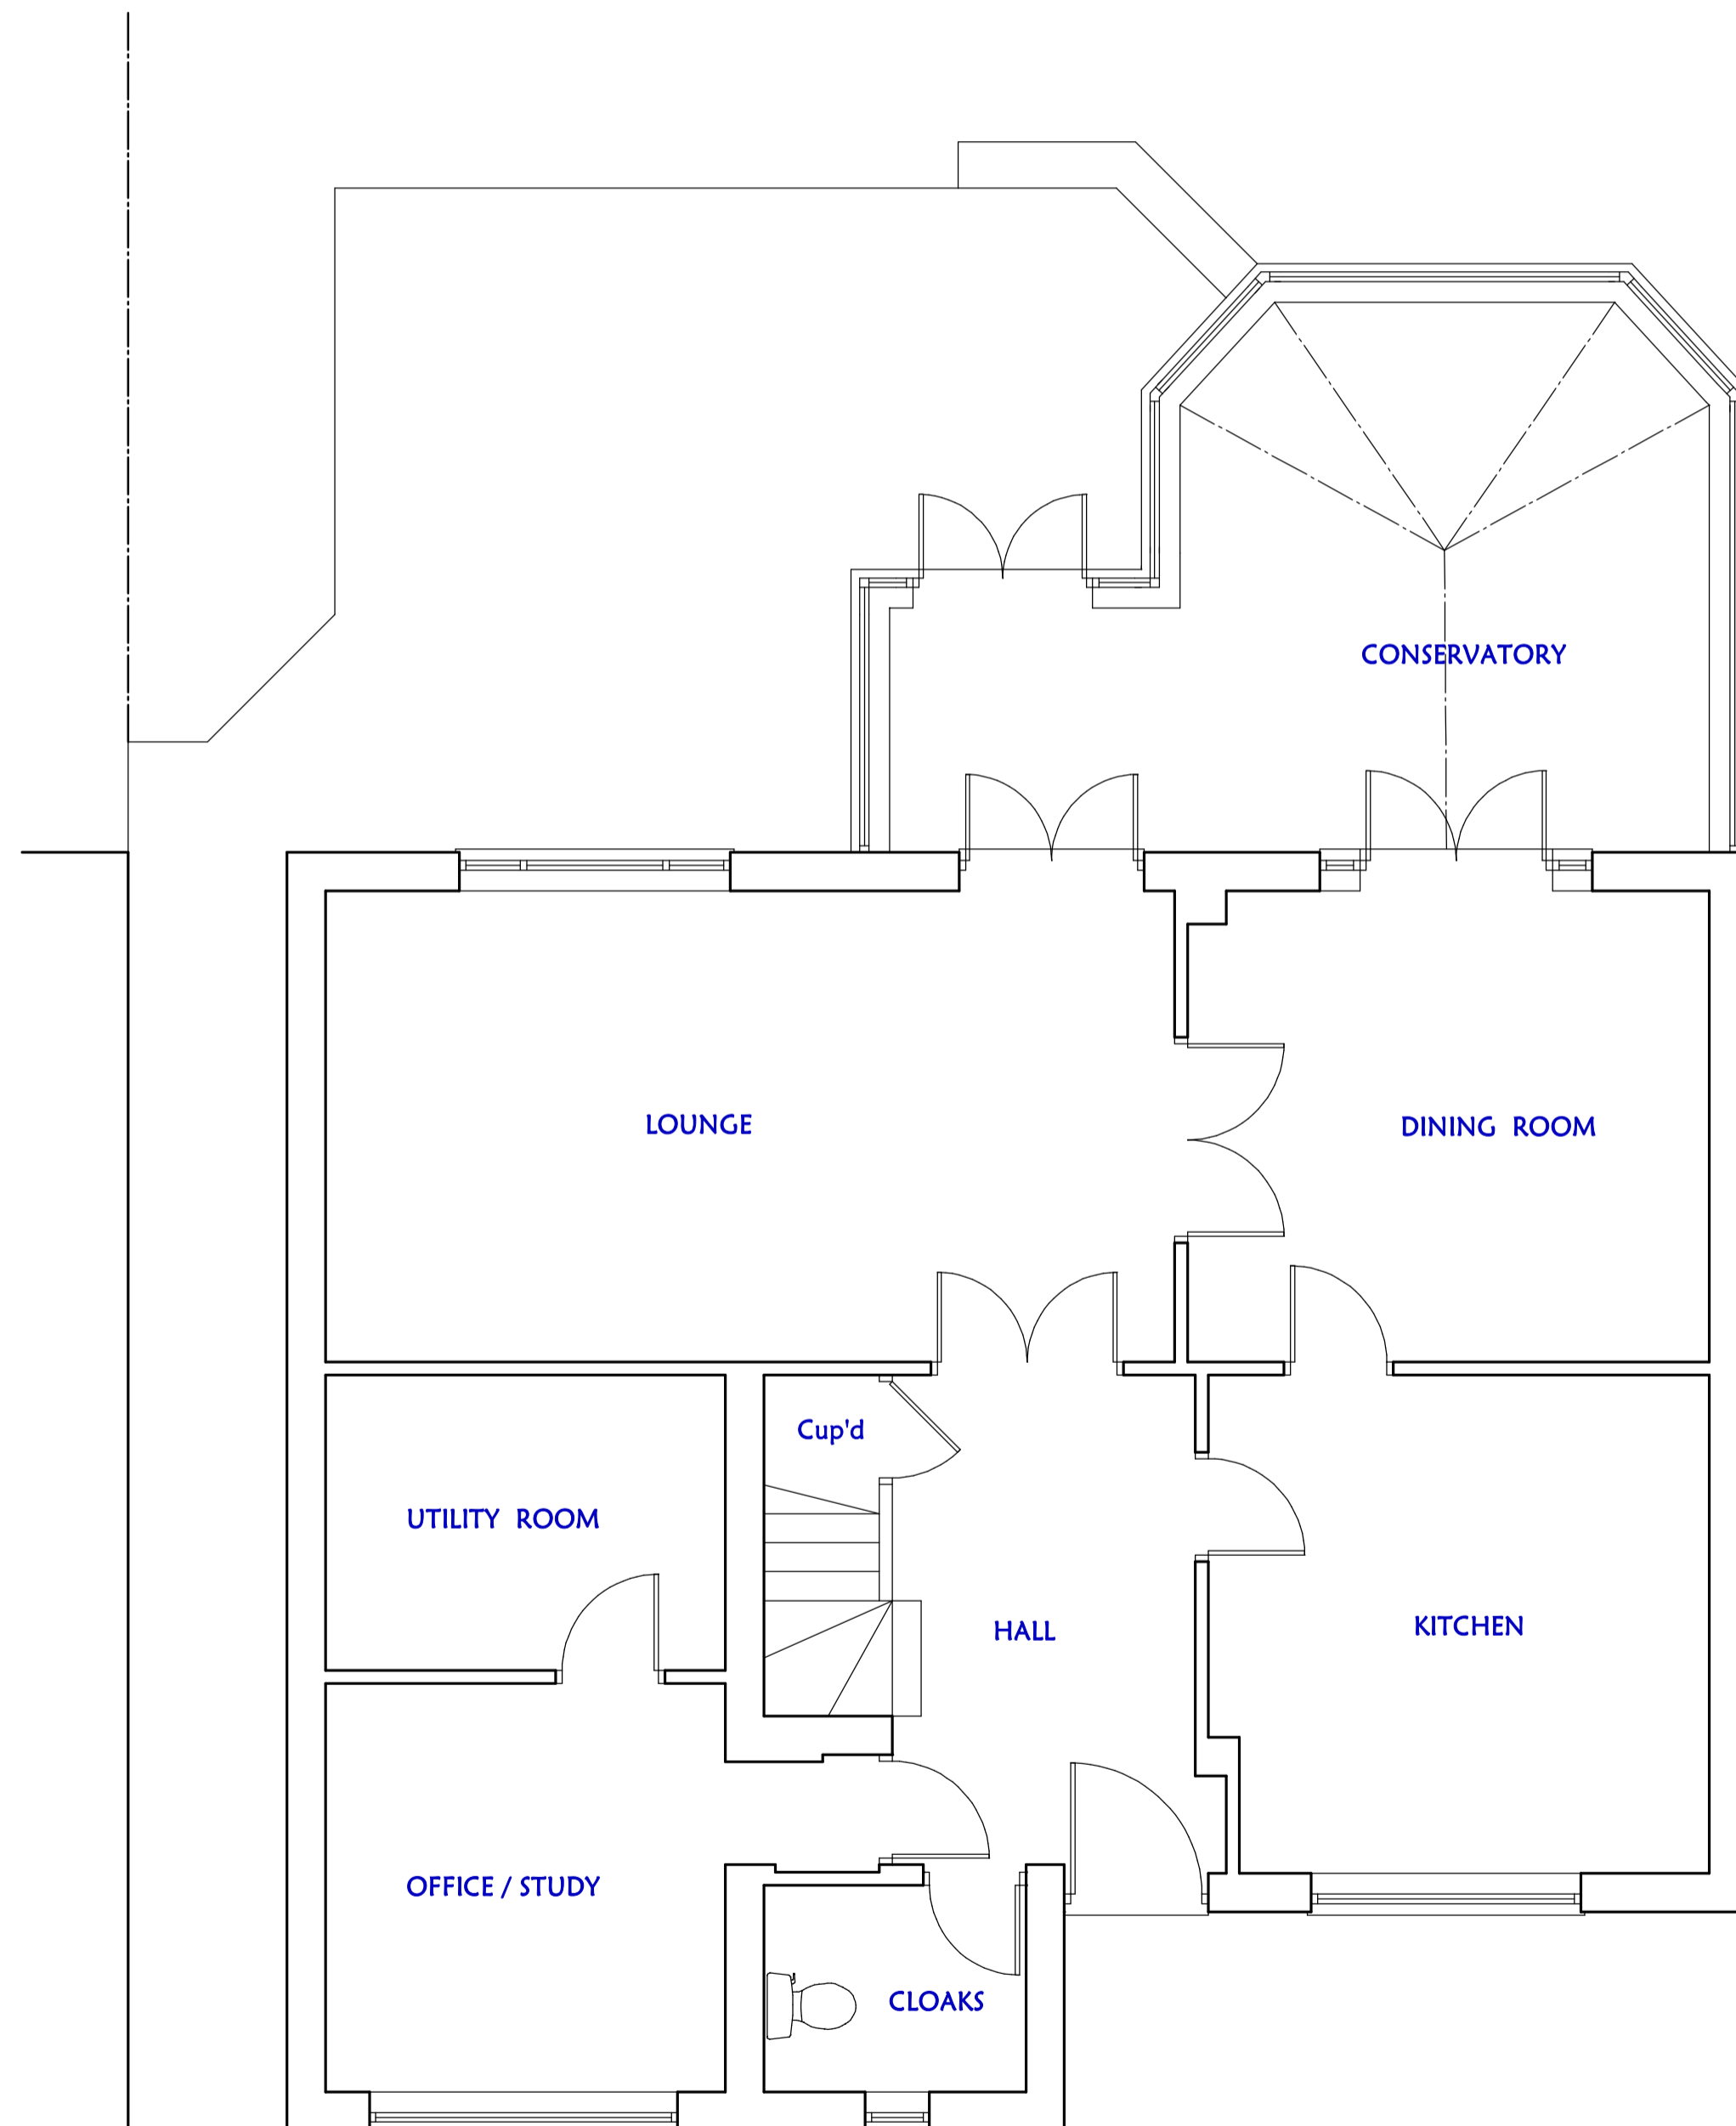 CONSERVATORY
LOUNGE
DINING ROOM
Cup'd
UTILITY ROOM
HALL
KITCHEN
OFFICE / STUDY
CLOAKS